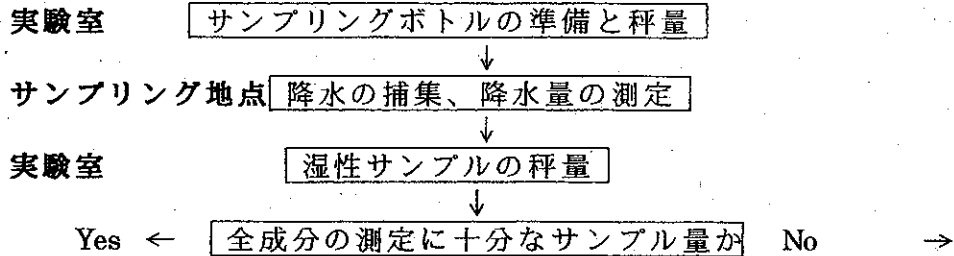 実験室 サンプリングボトルの準備と秤量
↓
サンプリング地点 降水の捕集、降水量の測定
↓
実験室 湿性サンプルの秤量
↓
Yes ← 全成分の測定に十分なサンプル量か No →